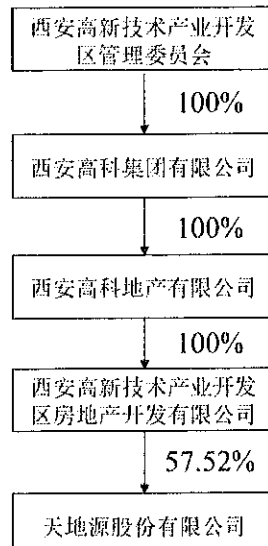 西安高新技术产业开发
区管理委员会
100%
西安高科集团有限公司
100%
西安高科地产有限公司
100%
西安高新技术产业开发
区房地产开发有限公司
57.52%
天地源股份有限公司